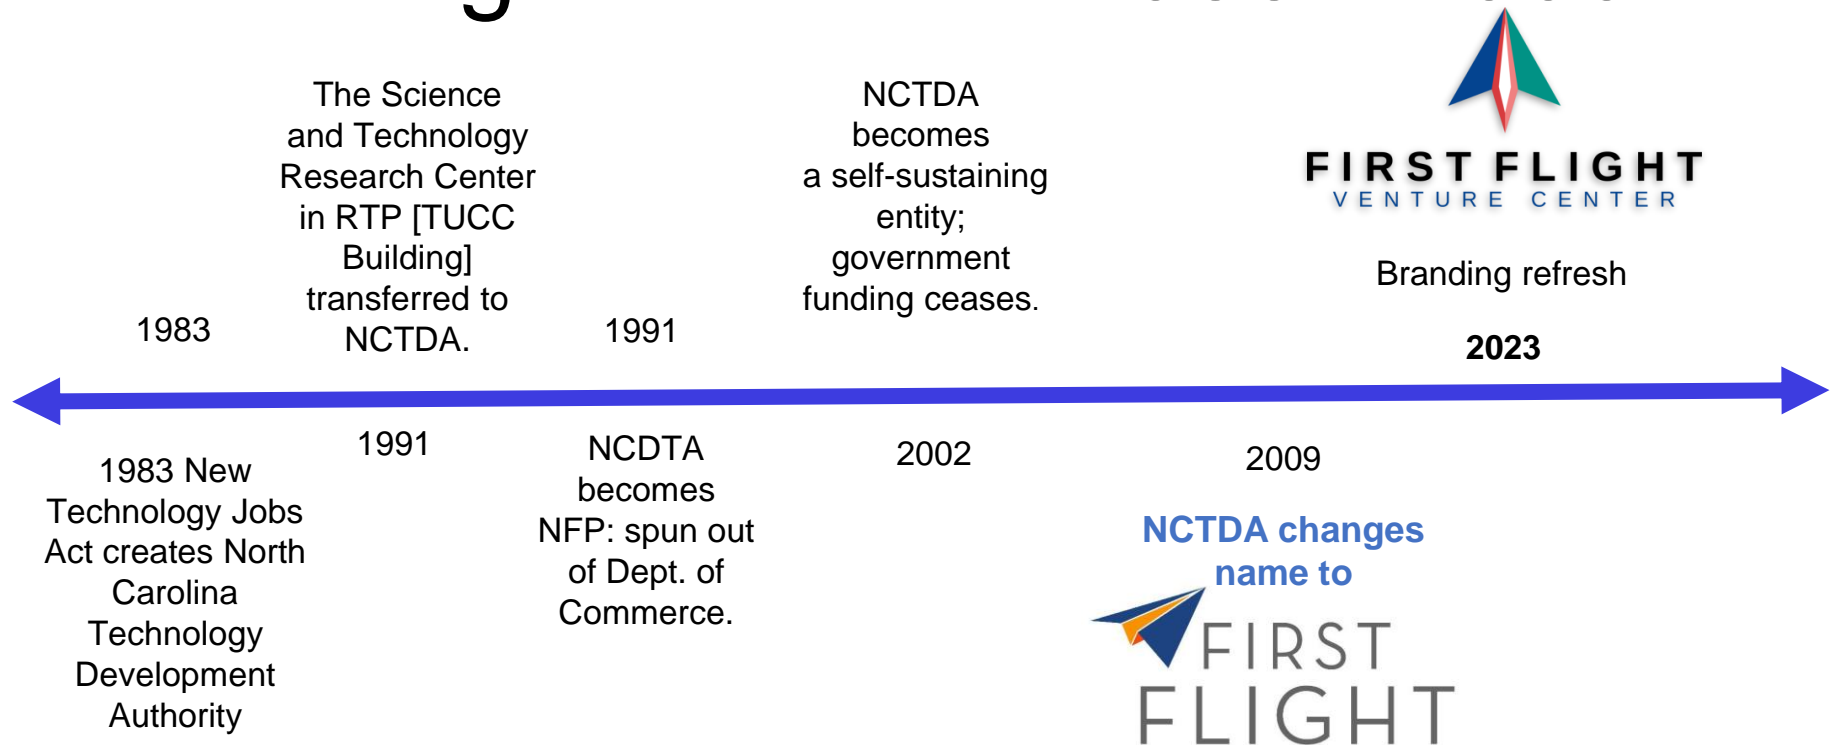 1983
1983 New
Technology Jobs
Act creates North
Carolina
Technology
Development
Authority
The Science
and Technology
Research Center
in RTP [TUCC
Building]
transferred to
NCTDA.
1991
1991
NCDTA
becomes
NFP: spun out
of Dept. of
Commerce.
NCTDA
becomes
a self-sustaining
entity;
government
funding ceases.
2002
2009
NCTDA changes
name to
FIRST
FLIGHT
FIRST FLIGHT
VENTURE CENTER
Branding refresh
2023